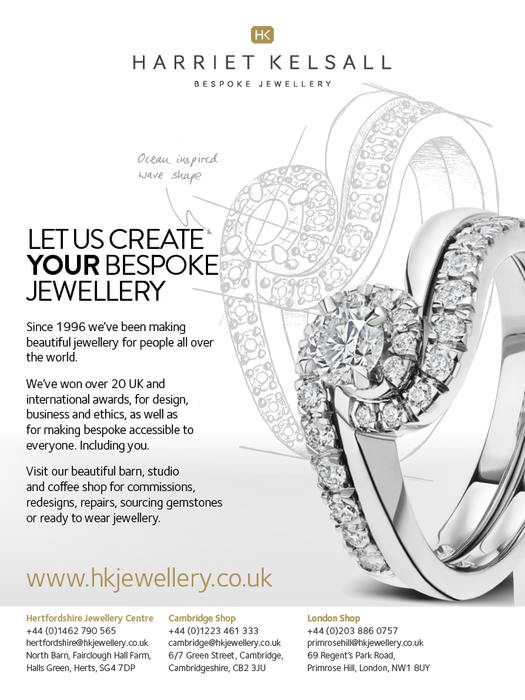 HK
HARRIET KELSALL
BESPOKE JEWELLERY
Ocean inspired
wave shape
LET US CREATE
YOUR BESPOKE
JEWELLERY
Since 1996 we've been making
beautiful jewellery for people all over
the world.
We've won over 20 UK and
international awards, for design,
business and ethics, as well as
for making bespoke accessible to
everyone. Including you.
Visit our beautiful barn, studio
and coffee shop for commissions,
redesigns, repairs, sourcing gemstones
or ready to wear jewellery.
www.hkjewellery.co.uk
Hertfordshire Jewellery Centre
+44 (0)1462 790 565
hertfordshire@hkjewellery.co.uk
North Barn, Fairclough Hall Farm,
Halls Green, Herts, SG4 7DP
Cambridge Shop
+44 (0)1223 461 333
cambridge@hkjewellery.co.uk
6/7 Green Street, Cambridge,
Cambridgeshire, CB2 3JU
London Shop
+44 (0)203 886 0757
primrosehill@hkjewellery.co.uk
69 Regent's Park Road,
Primrose Hill, London, NW1 8UY